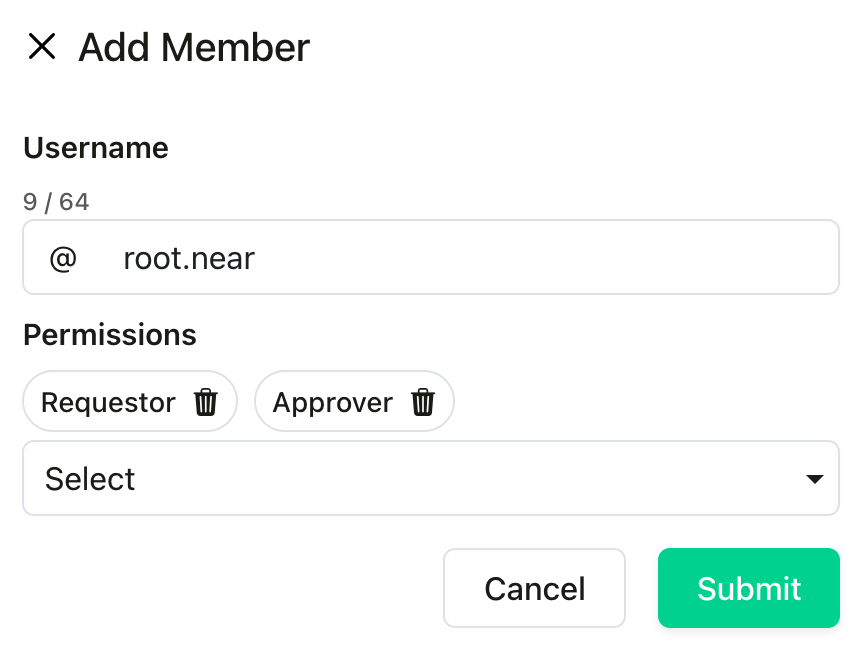 Add Member
Username
9 / 64
@ root.near
Permissions
Requestor Approver
Select
Cancel Submit